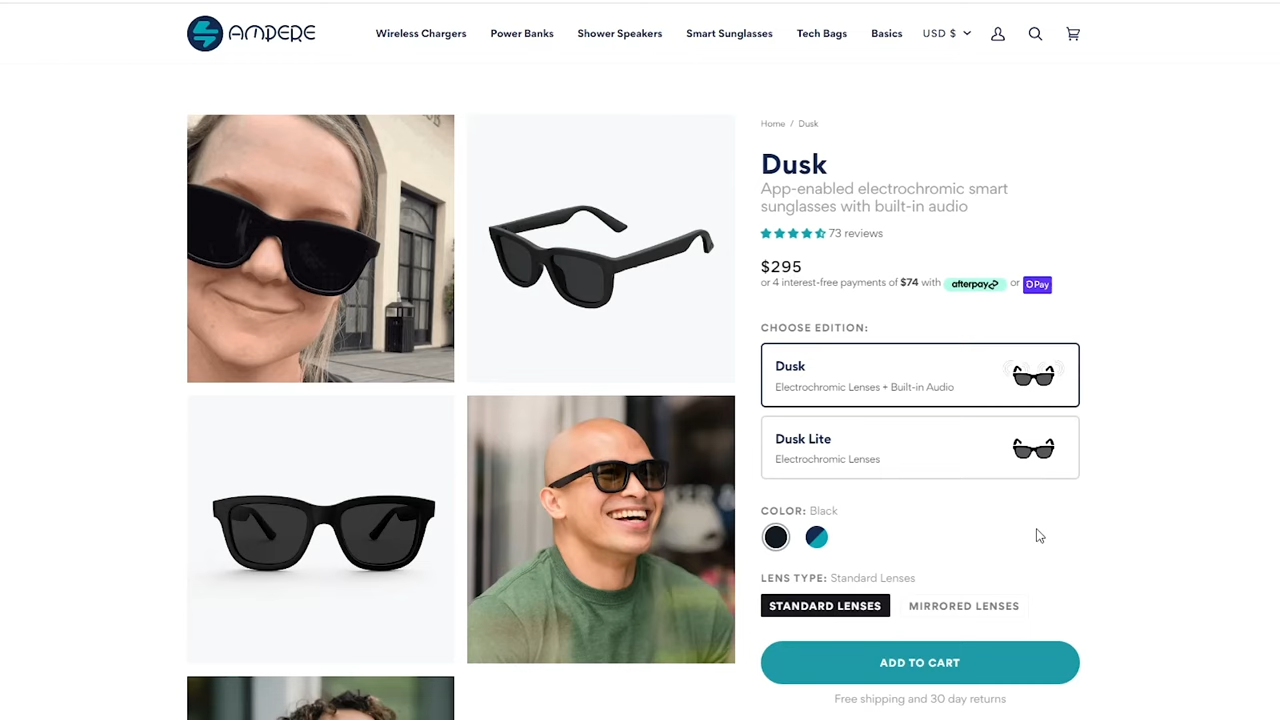 AMPERE
Wireless Chargers
Power Banks
Shower Speakers
Smart Sunglasses
Tech Bags
Basics
USD $
Home / Dusk
Dusk
App-enabled electrochromic smart
sunglasses with built-in audio
73 reviews
$295
or 4 interest-free payments of $74 with afterpay or Pay
CHOOSE EDITION:
Dusk
Electrochromic Lenses + Built-in Audio
Dusk Lite
Electrochromic Lenses
COLOR: Black
LENS TYPE: Standard Lenses
STANDARD LENSES
MIRRORED LENSES
ADD TO CART
Free shipping and 30 day returns